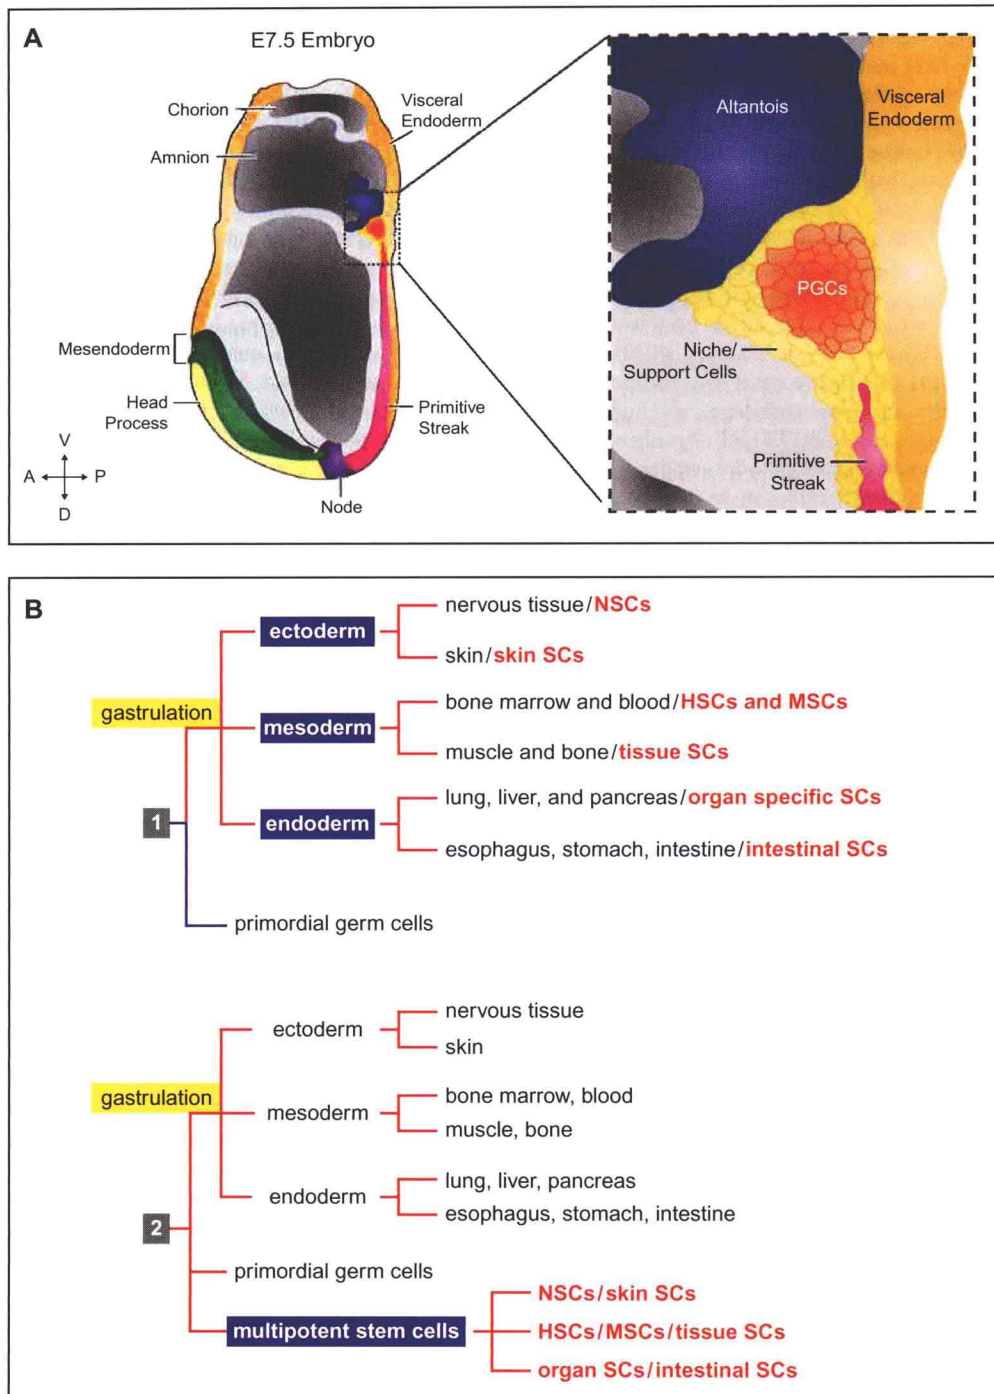 A
E7.5 Embryo
Chorion
Amnion
Visceral
Endoderm
Mesendoderm
Head
Process
Primitive
Streak
Node
V
A
P
D
Altantois
Visceral
Endoderm
PGCs
Niche/
Support Cells
Primitive
Streak
B
gastrulation
1
ectoderm
nervous tissue/NSCs
skin/skin SCs
mesoderm
bone marrow and blood/HSCs and MSCs
muscle and bone/tissue SCs
endoderm
lung, liver, and pancreas/organ specific SCs
esophagus, stomach, intestine/intestinal SCs
primordial germ cells
gastrulation
2
ectoderm
nervous tissue
skin
mesoderm
bone marrow, blood
muscle, bone
endoderm
lung, liver, pancreas
esophagus, stomach, intestine
primordial germ cells
multipotent stem cells
NSCs/skin SCs
HSCs/MSCs/tissue SCs
organ SCs/intestinal SCs